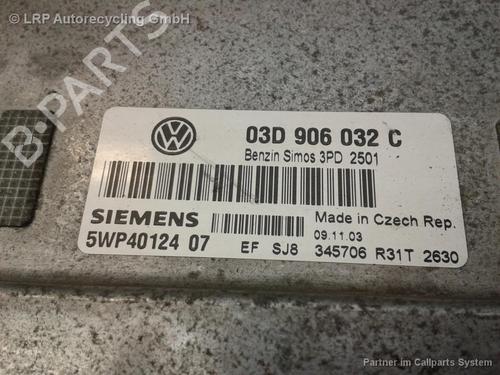 LRP Autorecycling GmbH
B-PARTS
03D 906 032 C
Benzin Simos 3PD 2501
SIEMENS
Made in Czech Rep.
5WP40124 07
09.11.03
EF SJ8 345706 R31T 2630
Partner im Callparts System